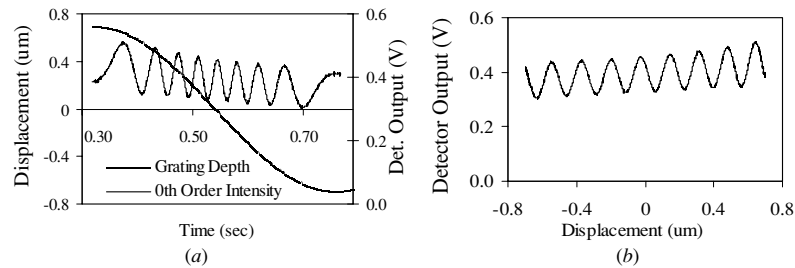 0.8
0.4
0
-0.4
-0.8
Displacement (um)
0.30
0.50
0.70
Grating Depth
0th Order Intensity
0.6
0.4
0.2
0.0
Det. Output (V)
Time (sec)
(a)
0.6
0.4
0.2
0.0
Detector Output (V)
-0.8
-0.4
0
0.4
0.8
Displacement (um)
(b)